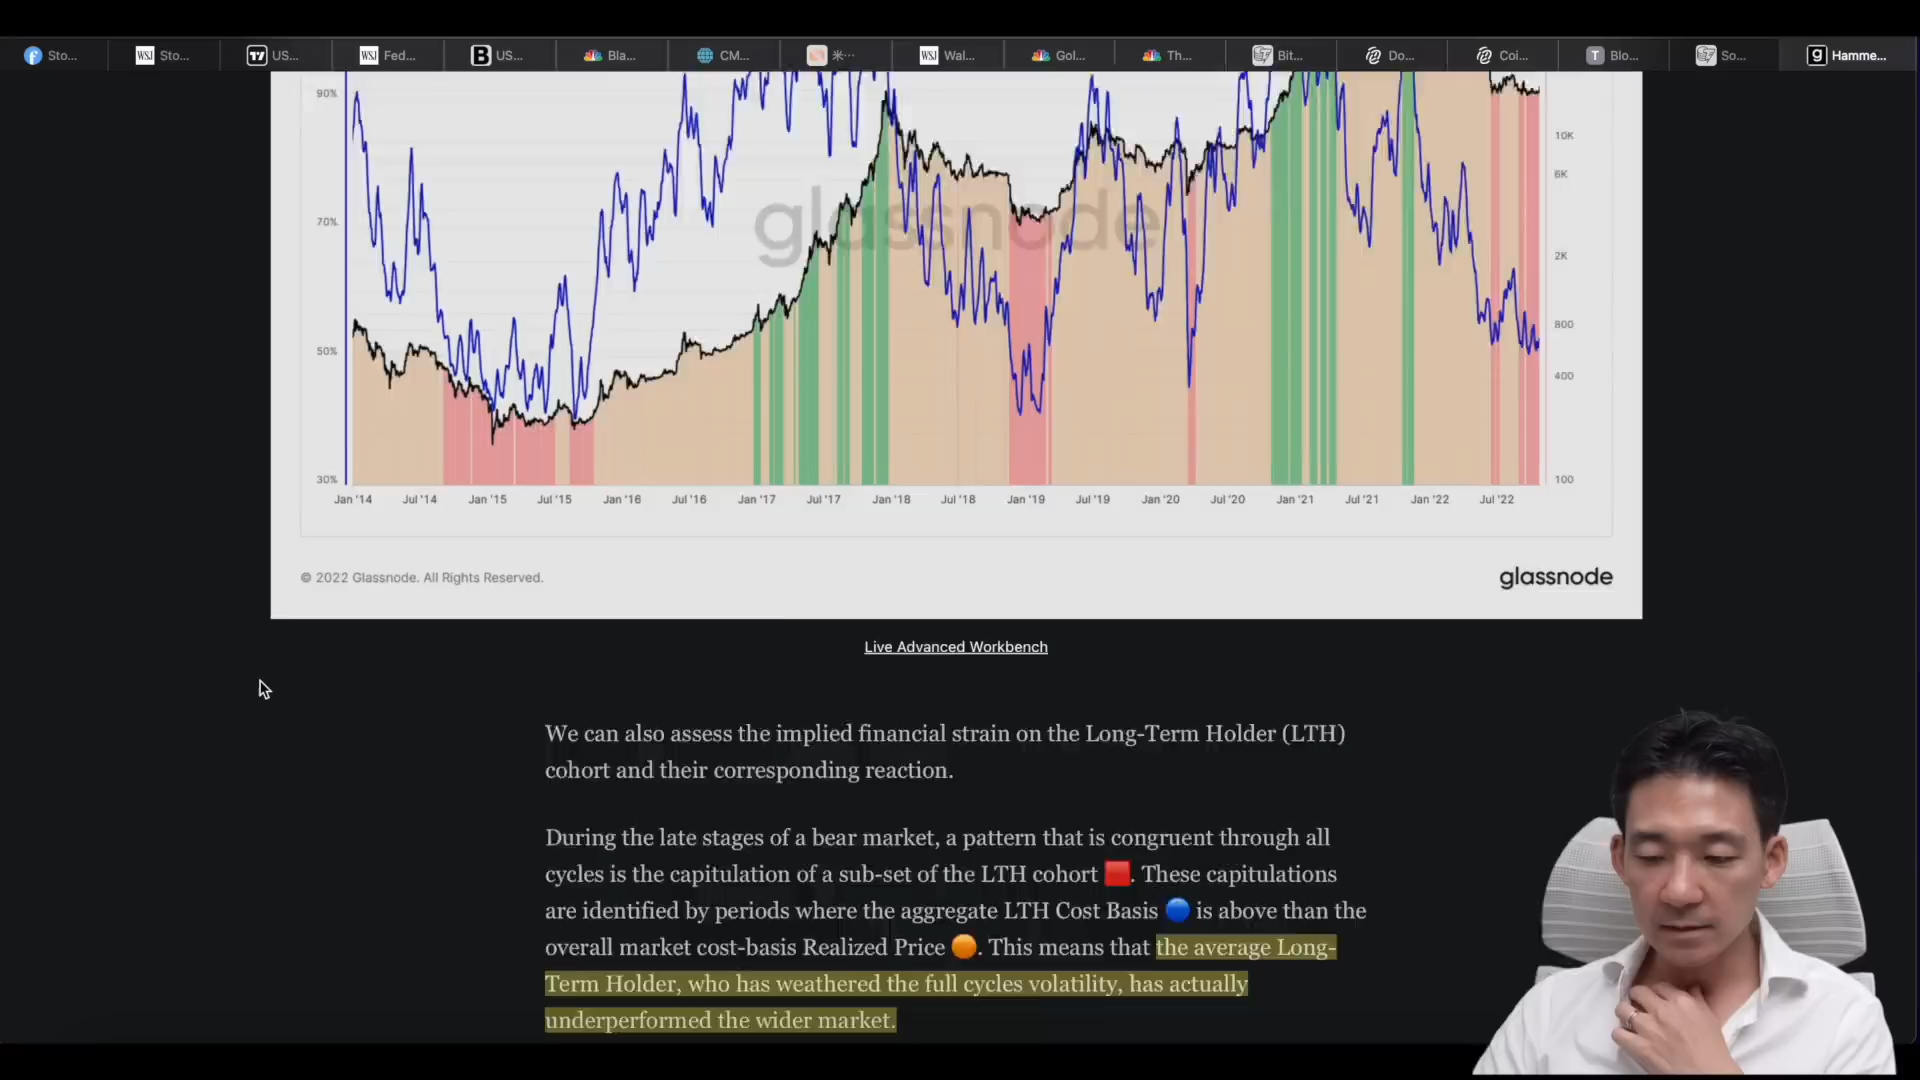 Sto...
WSJ Sto...
17 US...
WSJ Fed...
B US...
Bla...
CM...
米…
WSJ Wal...
Gol...
Th...
Bit...
Do...
Coi...
T Blo...
So...
g Hamme...
90%
70%
50%
30%
10K
6K
2K
800
400
100
glassnode
Jan '14 Jul '14 Jan '15 Jul '15 Jan '16 Jul '16 Jan '17 Jul '17 Jan '18 Jul '18 Jan '19 Jul '19 Jan '20 Jul '20 Jan '21 Jul '21 Jan '22 Jul '22
© 2022 Glassnode. All Rights Reserved.
glassnode
Live Advanced Workbench
We can also assess the implied financial strain on the Long-Term Holder (LTH)
cohort and their corresponding reaction.
During the late stages of a bear market, a pattern that is congruent through all
cycles is the capitulation of a sub-set of the LTH cohort 🟥. These capitulations
are identified by periods where the aggregate LTH Cost Basis 🔵 is above than the
overall market cost-basis Realized Price 🟠. This means that the average Long-
Term Holder, who has weathered the full cycles volatility, has actually
underperformed the wider market.